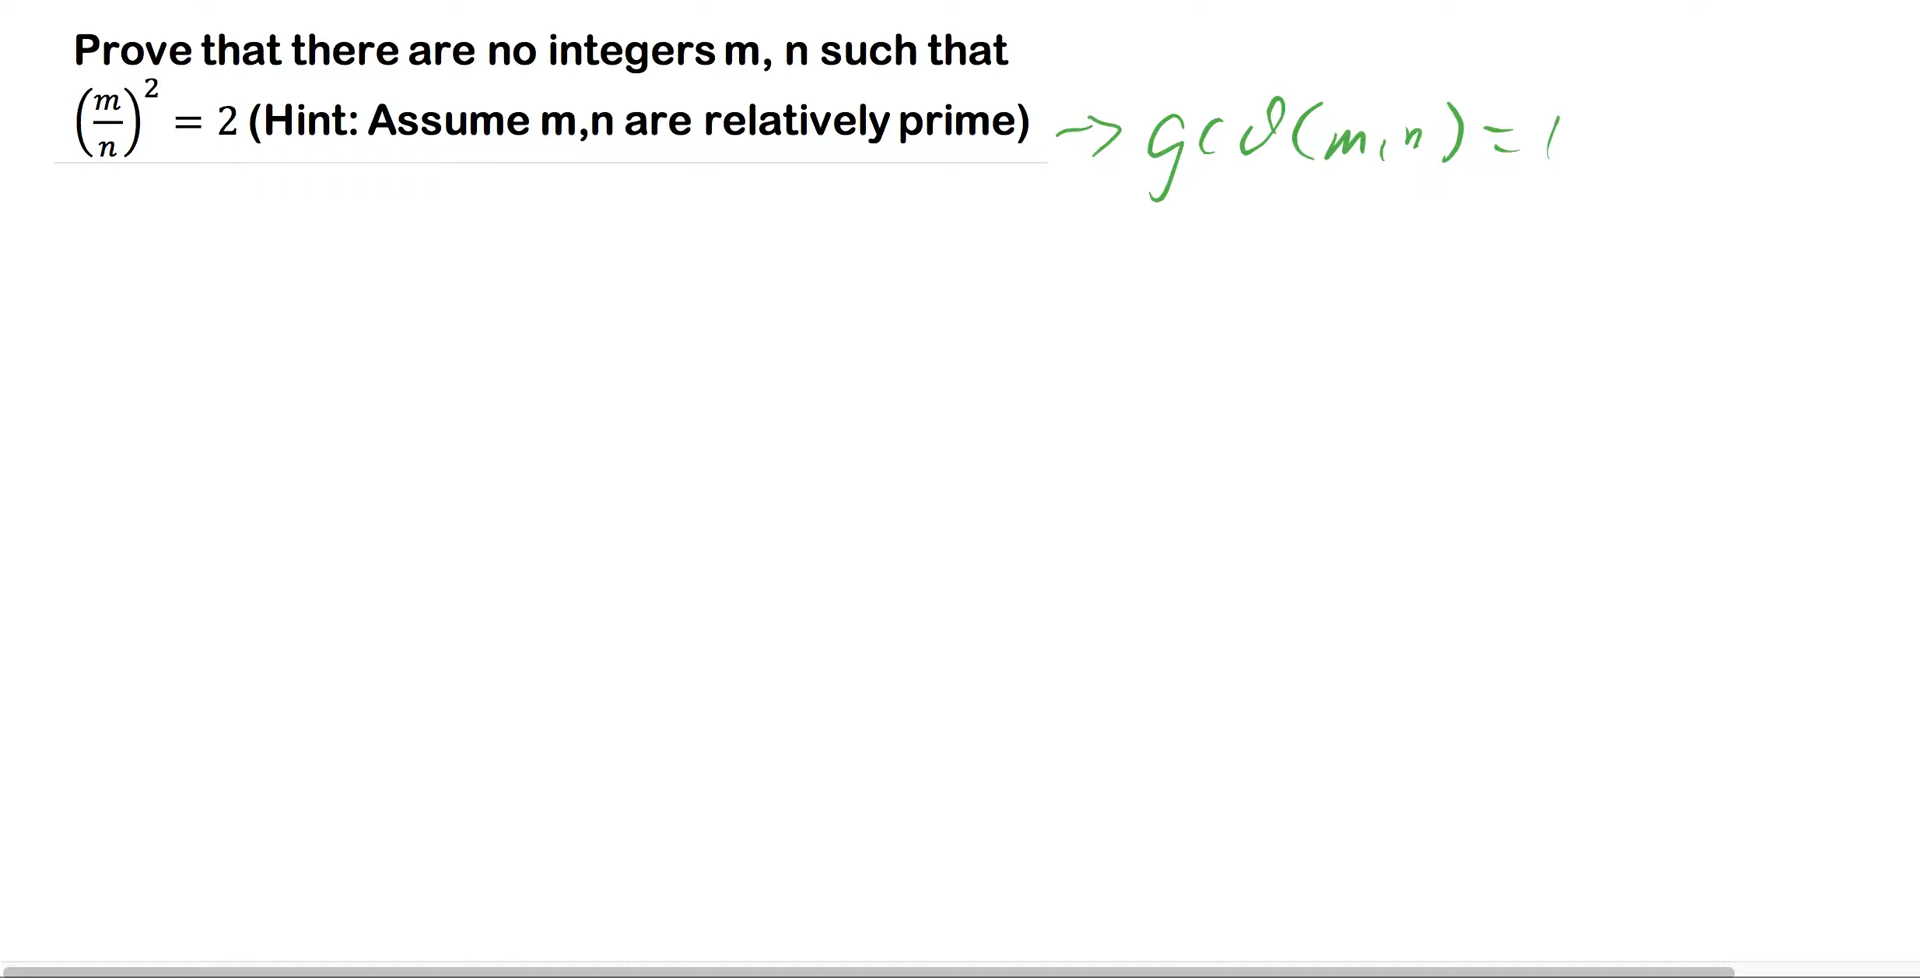 Prove that there are no integers m, n such that
(m/n)² = 2 (Hint: Assume m,n are relatively prime) → gcd(m,n) = 1